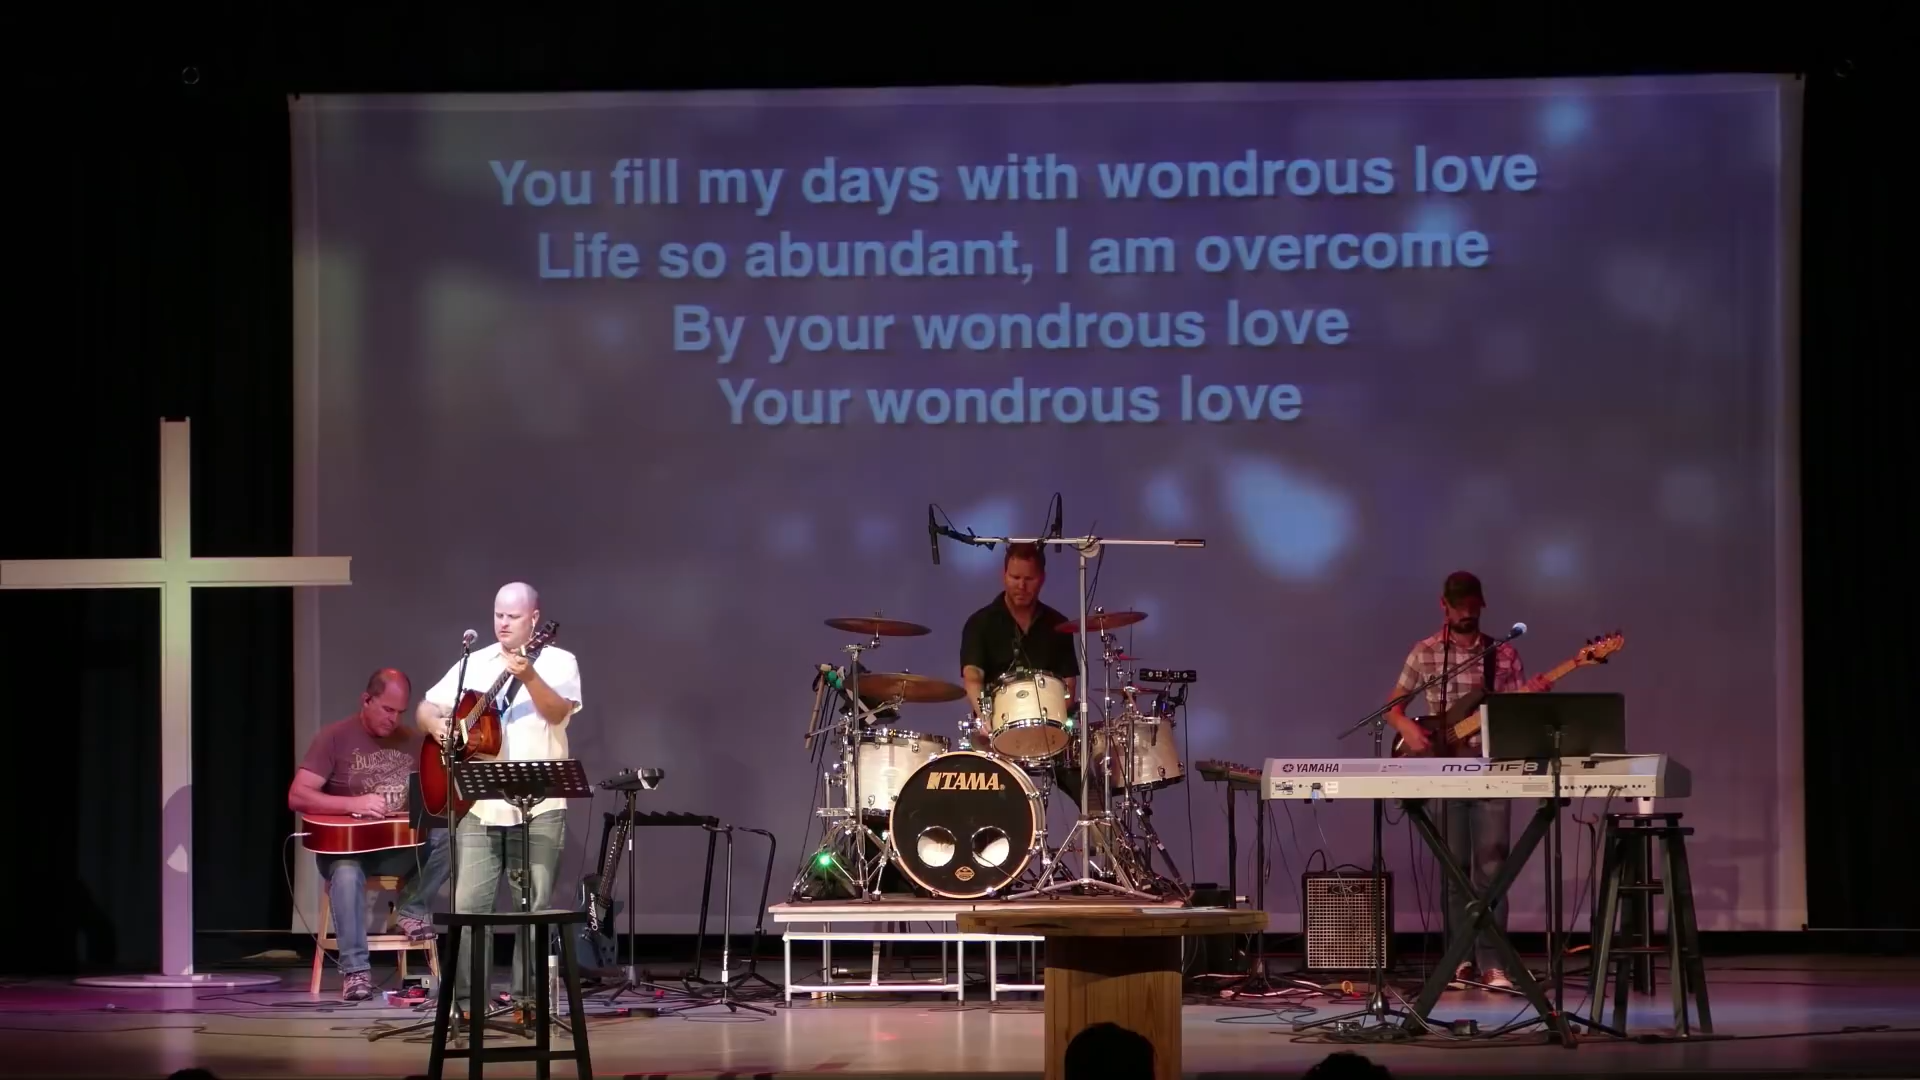 You fill my days with wondrous love
Life so abundant, I am overcome
By your wondrous love
Your wondrous love
BLUES
TAMA
YAMAHA
MOTIF8